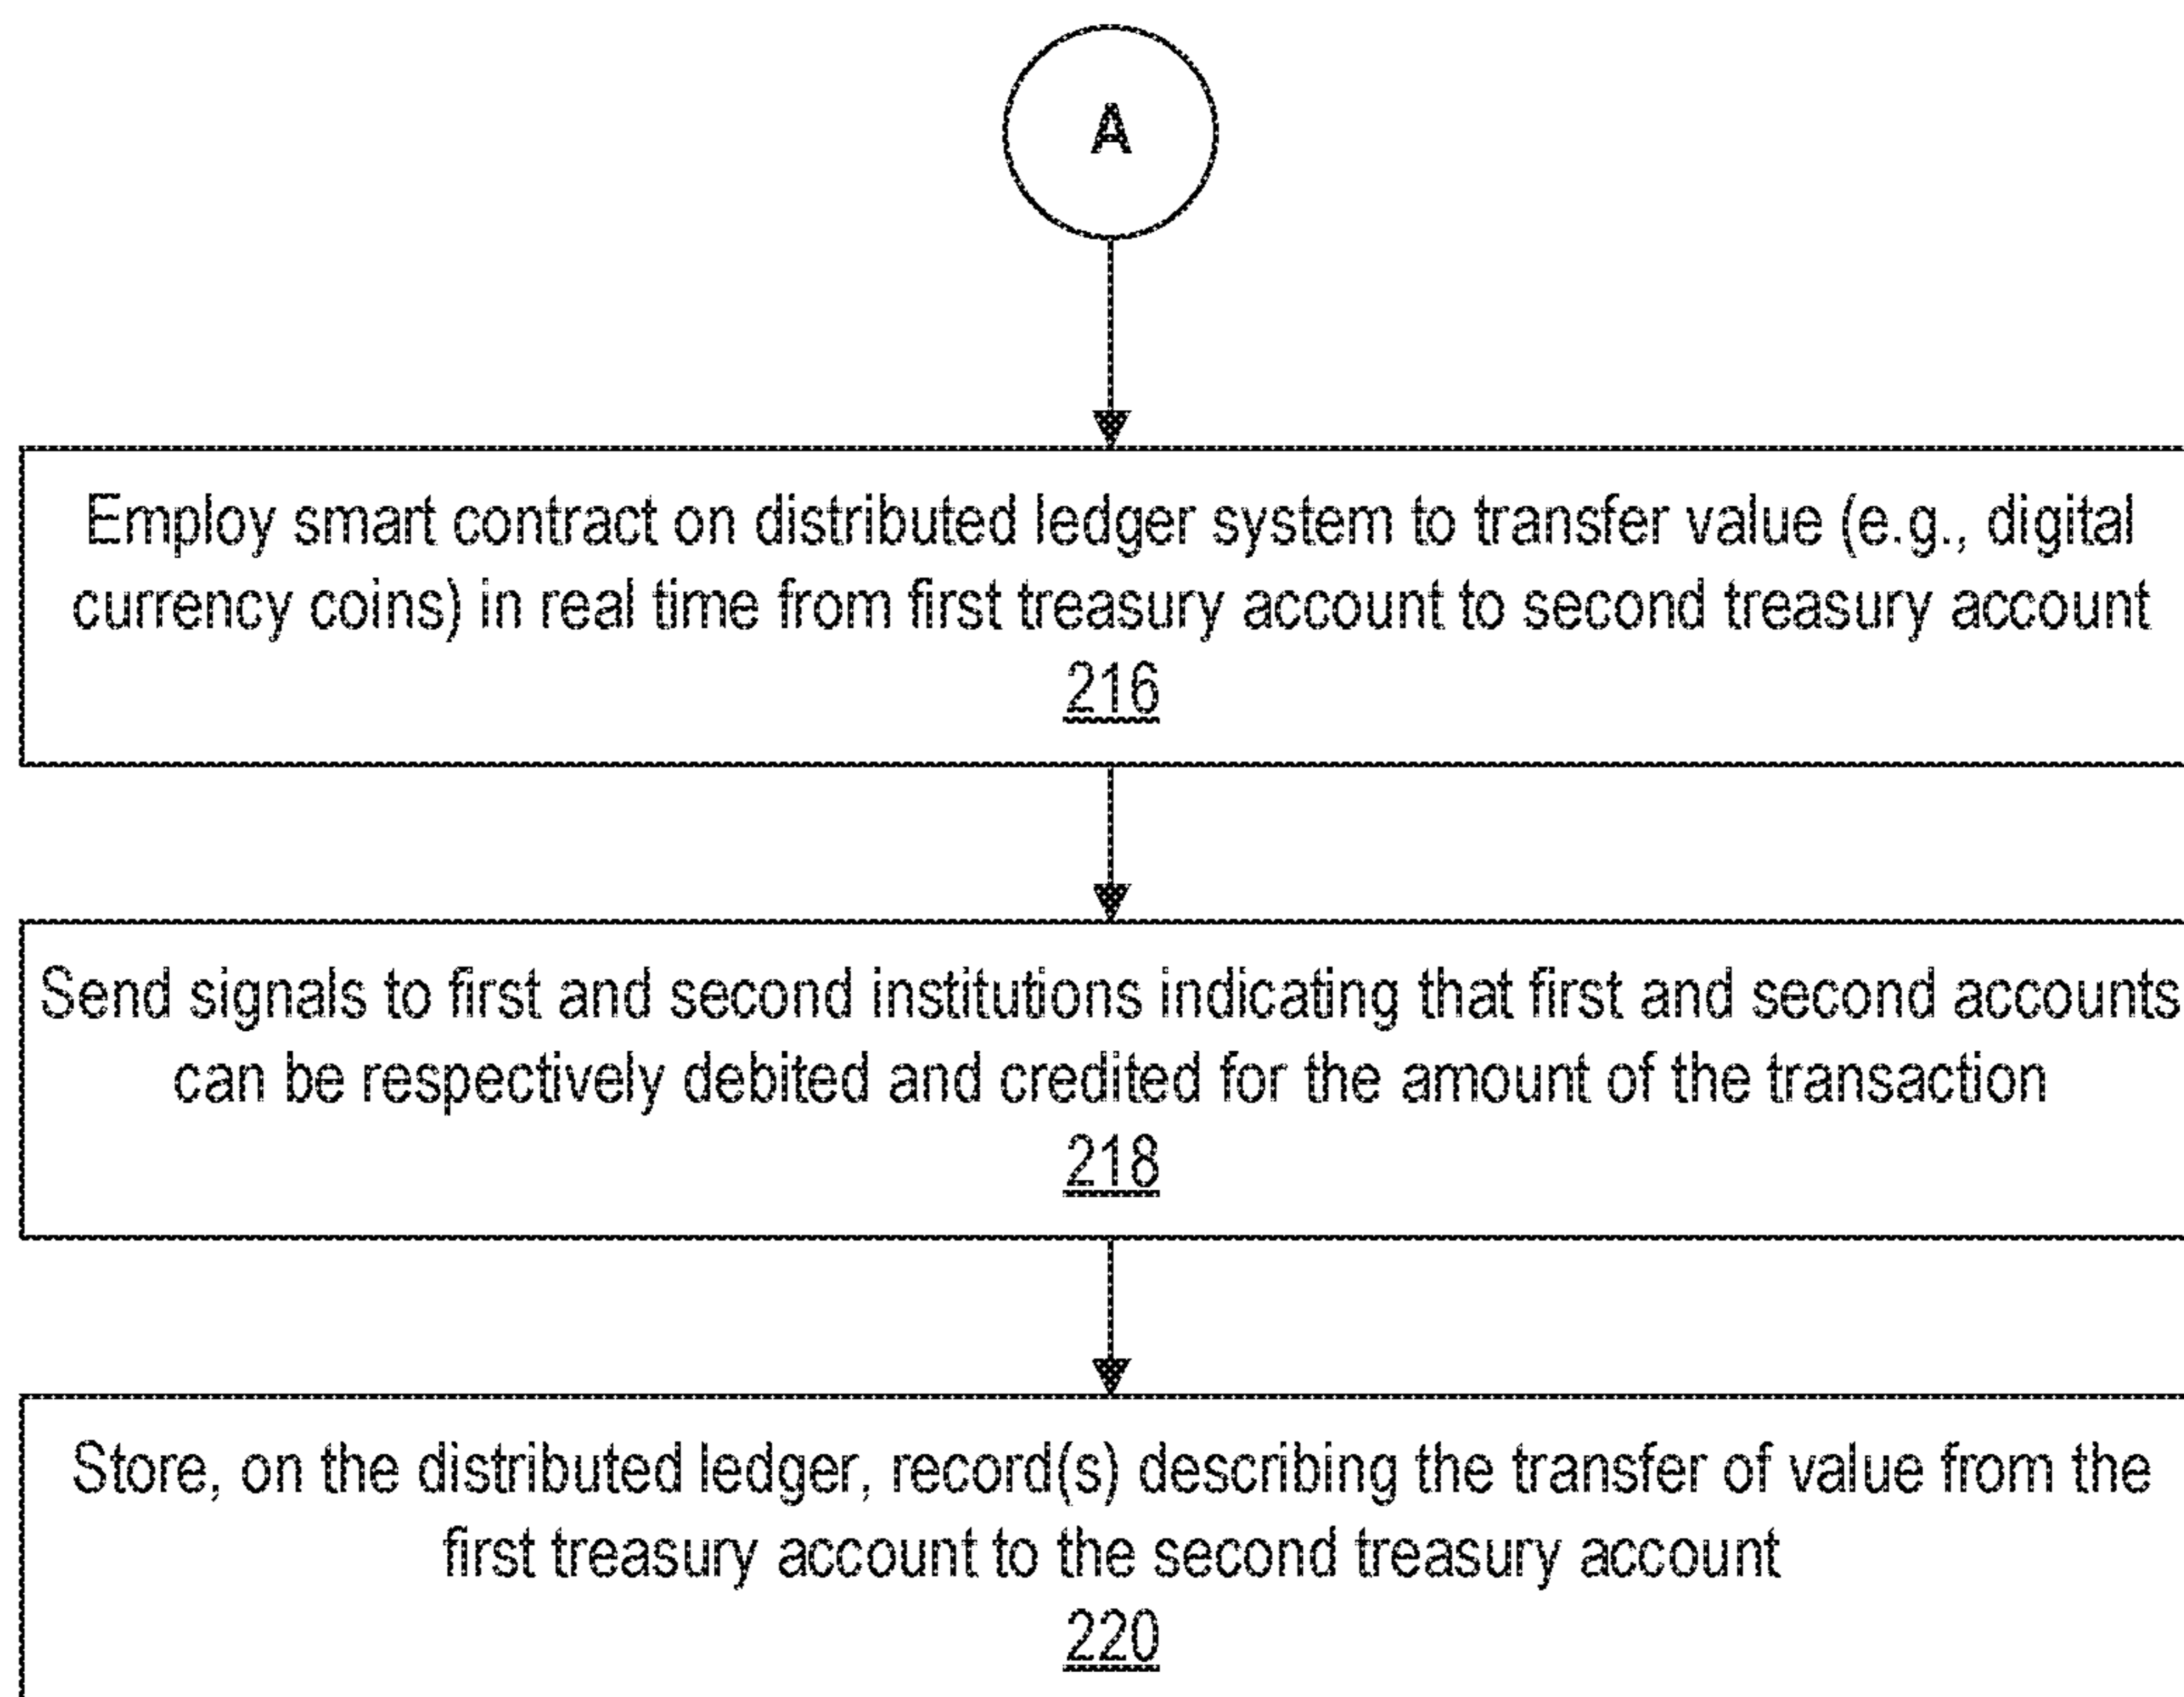 A
Employ smart contract on distributed ledger system to transfer value (e.g., digital
currency coins) in real time from first treasury account to second treasury account
216
Send signals to first and second institutions indicating that first and second accounts
can be respectively debited and credited for the amount of the transaction
218
Store, on the distributed ledger, record(s) describing the transfer of value from the
first treasury account to the second treasury account
220